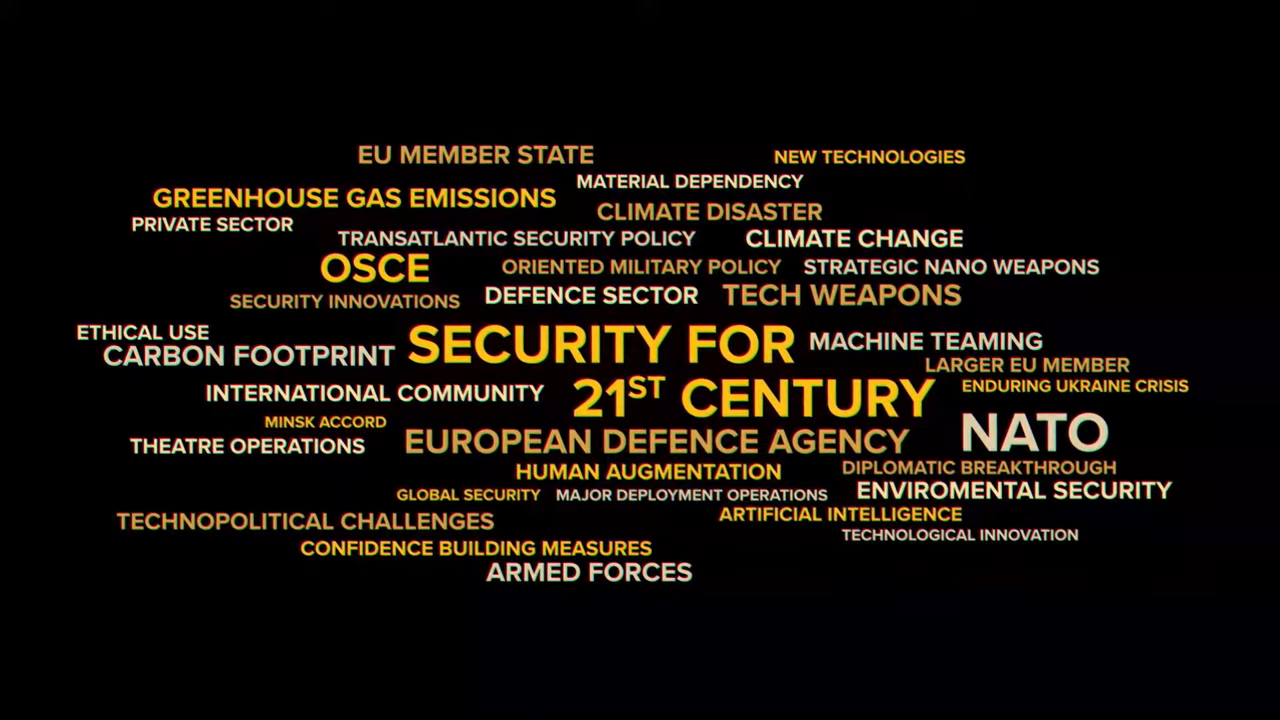 EU MEMBER STATE
NEW TECHNOLOGIES
MATERIAL DEPENDENCY
GREENHOUSE GAS EMISSIONS
CLIMATE DISASTER
PRIVATE SECTOR
TRANSATLANTIC SECURITY POLICY
CLIMATE CHANGE
OSCE
ORIENTED MILITARY POLICY
STRATEGIC NANO WEAPONS
SECURITY INNOVATIONS
DEFENCE SECTOR
TECH WEAPONS
ETHICAL USE
CARBON FOOTPRINT
SECURITY FOR
MACHINE TEAMING
LARGER EU MEMBER
INTERNATIONAL COMMUNITY
21ST CENTURY
ENDURING UKRAINE CRISIS
MINSK ACCORD
THEATRE OPERATIONS
EUROPEAN DEFENCE AGENCY
NATO
HUMAN AUGMENTATION
DIPLOMATIC BREAKTHROUGH
GLOBAL SECURITY
MAJOR DEPLOYMENT OPERATIONS
ENVIROMENTAL SECURITY
TECHNOPOLITICAL CHALLENGES
ARTIFICIAL INTELLIGENCE
TECHNOLOGICAL INNOVATION
CONFIDENCE BUILDING MEASURES
ARMED FORCES